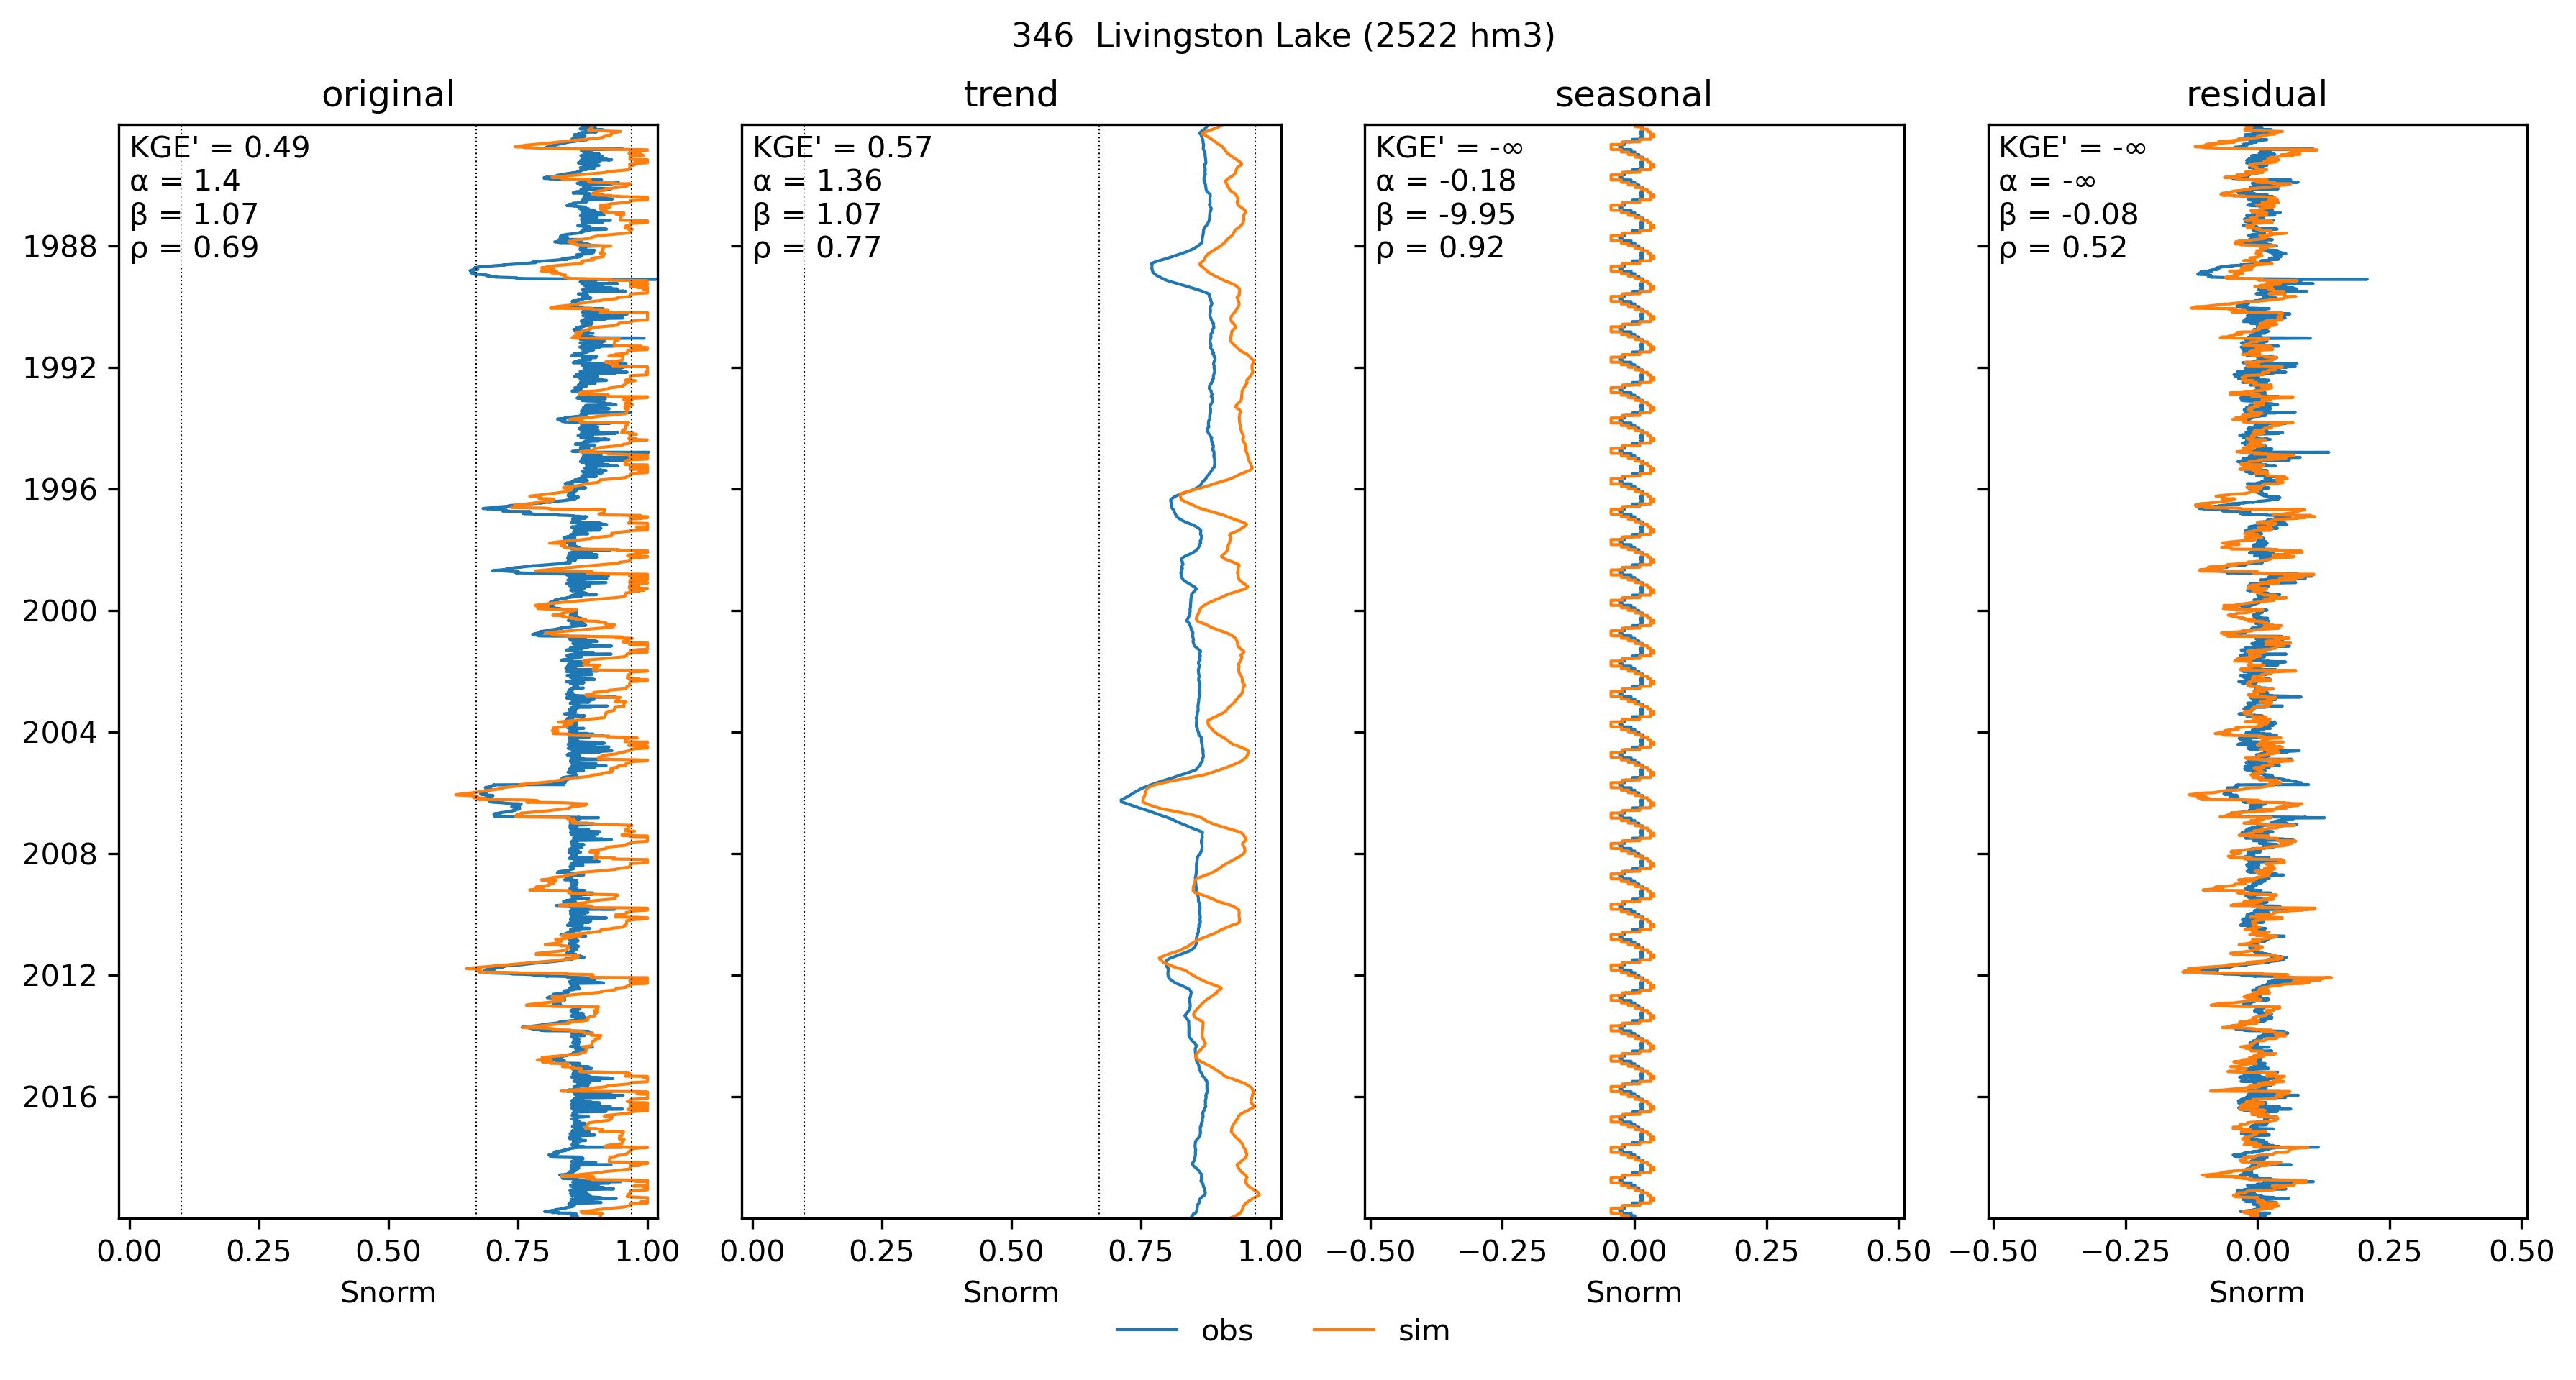 346  Livingston Lake (2522 hm3)
original
trend
seasonal
residual
KGE' = 0.49
α = 1.4
β = 1.07
ρ = 0.69
KGE' = 0.57
α = 1.36
β = 1.07
ρ = 0.77
KGE' = -∞
α = -0.18
β = -9.95
ρ = 0.92
KGE' = -∞
α = -∞
β = -0.08
ρ = 0.52
1988
1992
1996
2000
2004
2008
2012
2016
0.00 0.25 0.50 0.75 1.00
0.00 0.25 0.50 0.75 1.00
−0.50 −0.25 0.00 0.25 0.50
−0.50 −0.25 0.00 0.25 0.50
Snorm
Snorm
Snorm
Snorm
obs
sim